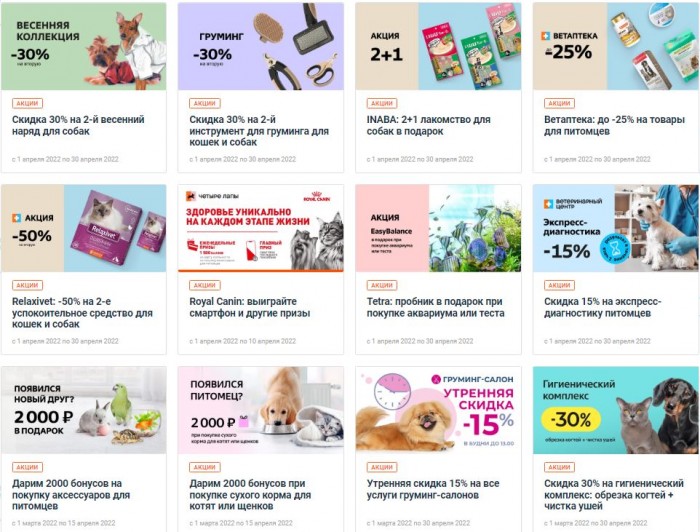 ВЕСЕННЯЯ
КОЛЛЕКЦИЯ
-30%
на вторую
АКЦИИ
Скидка 30% на 2-й весенний
наряд для собак
с 1 апреля 2022 по 30 апреля 2022
ГРУМИНГ
-30%
на вторую
АКЦИИ
Скидка 30% на 2-й
инструмент для груминга для
кошек и собак
с 1 апреля 2022 по 30 апреля 2022
АКЦИЯ
2+1
АКЦИИ
INABA: 2+1 лакомство для
собак в подарок
с 1 апреля 2022 по 30 апреля 2022
ВЕТАПТЕКА
до -25%
АКЦИИ
Ветаптека: до -25% на товары
для питомцев
с 1 апреля 2022 по 30 апреля 2022
АКЦИЯ
-50%
на вторую
Relaxivet
АКЦИИ
Relaxivet: -50% на 2-е
успокоительное средство для
кошек и собак
с 1 апреля 2022 по 30 апреля 2022
ЧЕТЫРЕ ЛАПЫ
ROYAL CANIN
ЗДОРОВЬЕ УНИКАЛЬНО
НА КАЖДОМ ЭТАПЕ ЖИЗНИ
ЕЖЕНЕДЕЛЬНЫЕ
ПРИЗЫ
ГЛАВНЫЙ
ПРИЗ
АКЦИИ
Royal Canin: выиграйте
смартфон и другие призы
с 1 апреля 2022 по 10 апреля 2022
АКЦИЯ
EasyBalance
в подарок при
покупке аквариума
или теста
АКЦИИ
Tetra: пробник в подарок при
покупке аквариума или теста
с 1 апреля 2022 по 30 апреля 2022
ВЕТЕРИНАРНЫЙ
ЦЕНТР
Экспресс-
диагностика
-15%
АКЦИИ
Скидка 15% на экспресс-
диагностику питомцев
с 1 апреля 2022 по 30 апреля 2022
ПОЯВИЛСЯ
НОВЫЙ ДРУГ?
2 000 ₽
В ПОДАРОК
АКЦИИ
Дарим 2000 бонусов на
покупку аксессуаров для
питомцев
с 1 марта 2022 по 15 апреля 2022
ПОЯВИЛСЯ
ПИТОМЕЦ?
2 000 ₽
при покупке сухого
корма для котят или щенков
АКЦИИ
Дарим 2000 бонусов при
покупке сухого корма для
котят или щенков
с 1 марта 2022 по 15 апреля 2022
ГРУМИНГ-САЛОН
УТРЕННЯЯ
СКИДКА
-15%
В БУДНИ ДО 13.00
АКЦИИ
Утренняя скидка 15% на все
услуги груминг-салонов
с 1 марта 2022 по 30 апреля 2022
Гигиенический
комплекс
-30%
обрезка когтей + чистка ушей
АКЦИИ
Скидка 30% на гигиенический
комплекс: обрезка когтей +
чистка ушей
с 1 марта 2022 по 30 апреля 2022